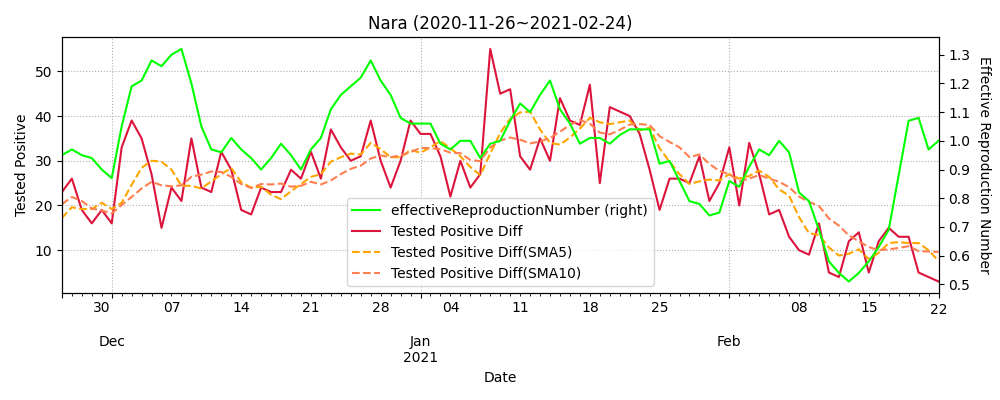 Nara (2020-11-26~2021-02-24)
Tested Positive
50
40
30
20
10
1.3
1.2
1.1
1.0
0.9
0.8
0.7
0.6
0.5
Effective Reproduction Number
effectiveReproductionNumber (right)
Tested Positive Diff
Tested Positive Diff(SMA5)
Tested Positive Diff(SMA10)
30 07 14 21 28 04 11 18 25 08 15 22
Dec Jan Feb
2021
Date